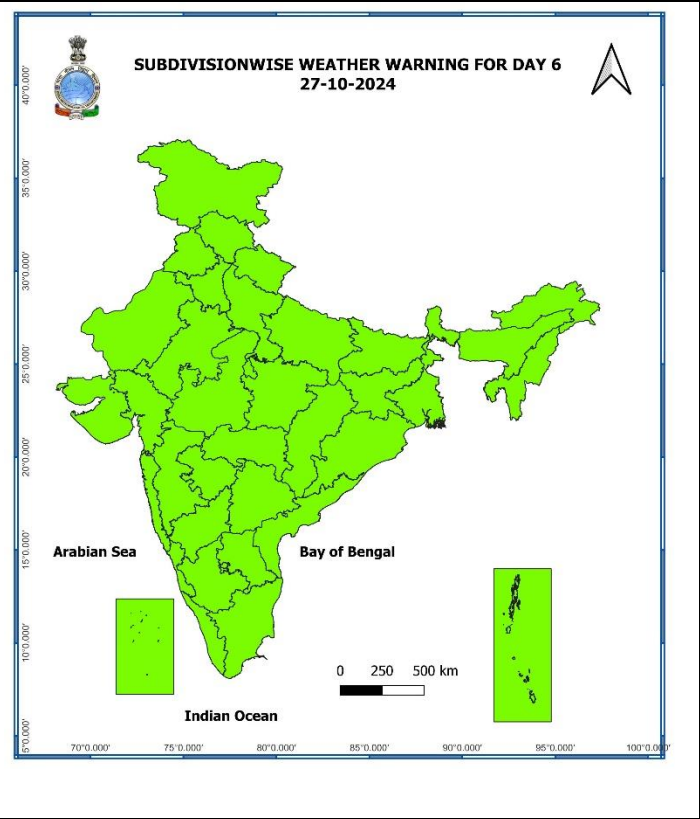 SUBDIVISIONWISE WEATHER WARNING FOR DAY 6
27-10-2024
40°0.000'
35°0.000'
30°0.000'
25°0.000'
20°0.000'
15°0.000'
10°0.000'
5°0.000'
Arabian Sea
Bay of Bengal
0 250 500 km
Indian Ocean
70°0.000' 75°0.000' 80°0.000' 85°0.000' 90°0.000' 95°0.000' 100°0.000'